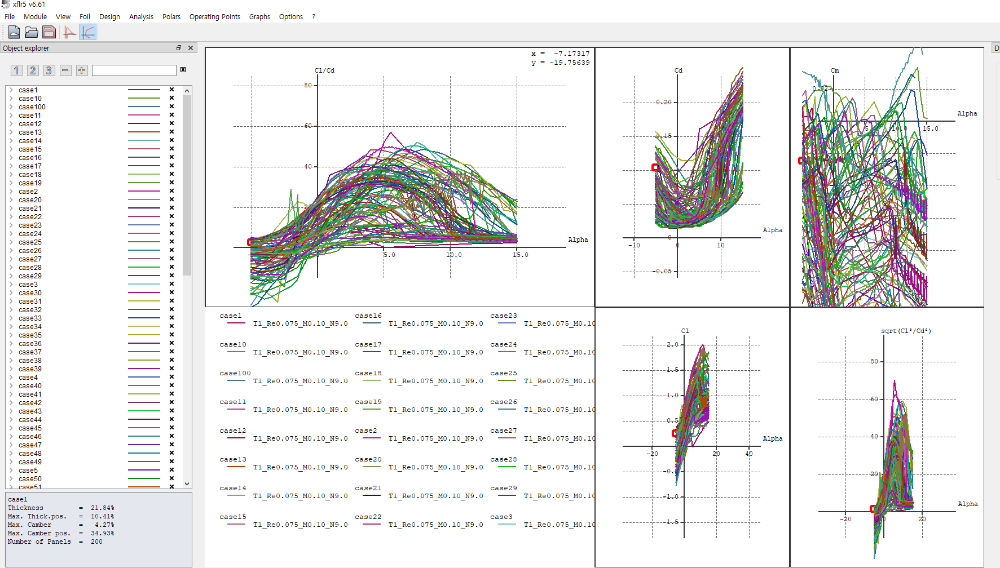 xflr5 v6.61
File Module View Foil Design Analysis Polars Operating Points Graphs Options ?
Object explorer
1 2 3 − +
case1
case10
case100
case11
case12
case13
case14
case15
case16
case17
case18
case19
case2
case20
case21
case22
case23
case24
case25
case26
case27
case28
case29
case3
case30
case31
case32
case33
case34
case35
case36
case37
case38
case39
case4
case40
case41
case42
case43
case44
case45
case46
case47
case48
case49
case5
case50
case51
case1
Thickness = 21.84%
Max. Thick.pos. = 10.41%
Max. Camber = 4.27%
Max. Camber pos. = 34.93%
Number of Panels = 200
x = -7.17317
y = -19.75639
Cl/Cd
80
60
40
20
Alpha
5.0 10.0 15.0
Cd
0.20
0.15
Alpha
-10 0 10
0
-0.05
Cm
Alpha
15.0
case1 case16 case23
T1_Re0.075_M0.10_N9.0 T1_Re0.075_M0.10_N9.0 T1_Re0.075_M0.10
case10 case17 case24
T1_Re0.075_M0.10_N9.0 T1_Re0.075_M0.10_N9.0 T1_Re0.075_M0.10
case100 case18 case25
T1_Re0.075_M0.10_N9.0 T1_Re0.075_M0.10_N9.0 T1_Re0.075_M0.10
case11 case19 case26
T1_Re0.075_M0.10_N9.0 T1_Re0.075_M0.10_N9.0 T1_Re0.075_M0.10
case12 case2 case27
T1_Re0.075_M0.10_N9.0 T1_Re0.075_M0.10_N9.0 T1_Re0.075_M0.10
case13 case20 case28
T1_Re0.075_M0.10_N9.0 T1_Re0.075_M0.10_N9.0 T1_Re0.075_M0.10
case14 case21 case29
T1_Re0.075_M0.10_N9.0 T1_Re0.075_M0.10_N9.0 T1_Re0.075_M0.10
case15 case22 case3
T1_Re0.075_M0.10_N9.0 T1_Re0.075_M0.10_N9.0 T1_Re0.075_M0.10
Cl
2.0
1.5
1.0
0.5
Alpha
-20 20 40
-1.0
-1.5
sqrt(Cl³/Cd²)
80
60
40
20
Alpha
-20 0 20
D